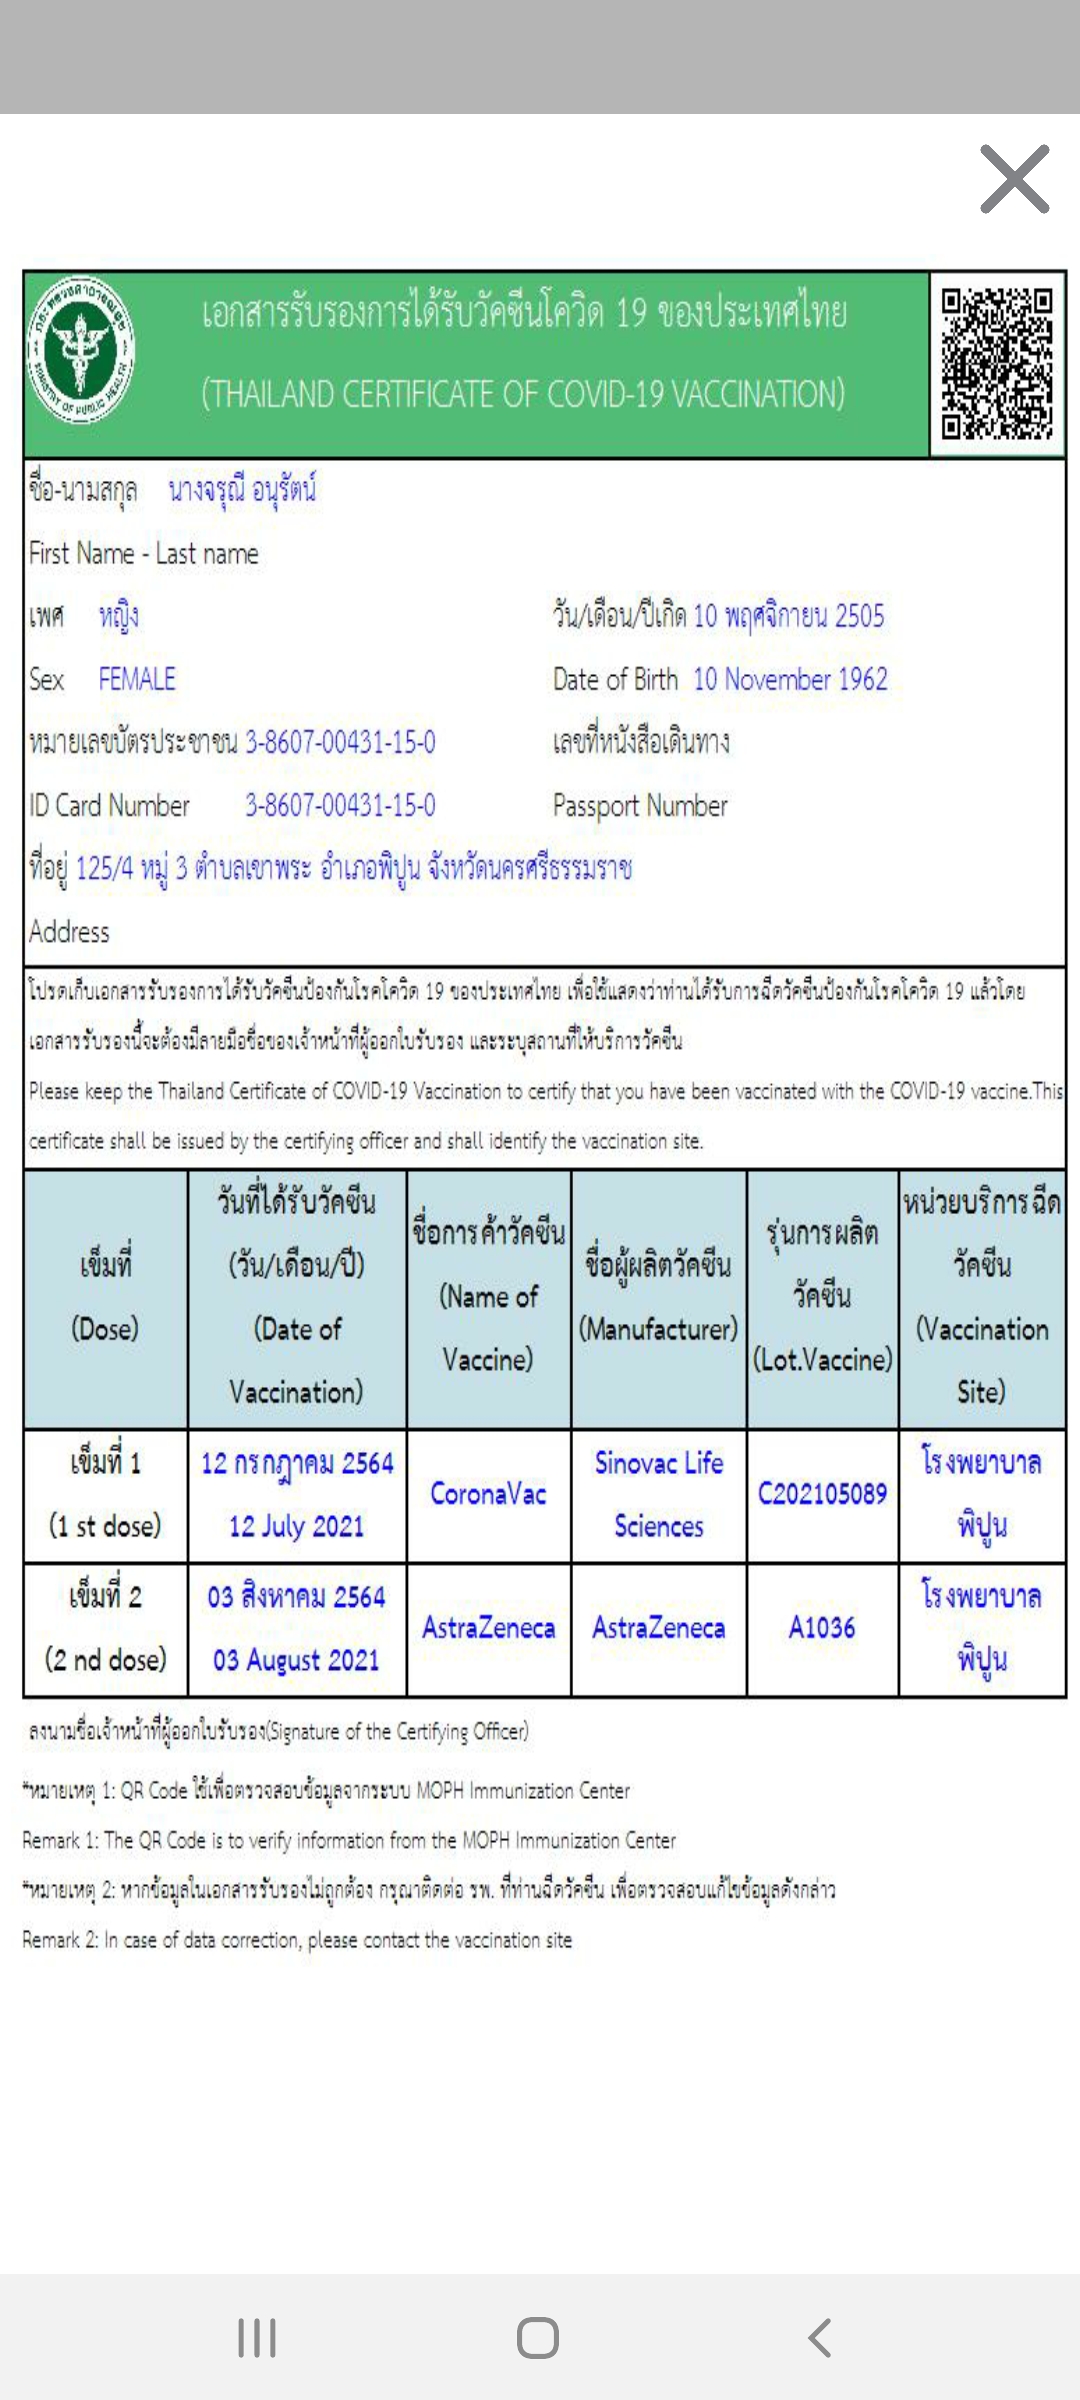 กระทรวงสาธารณสุข
MINISTRY OF PUBLIC HEALTH
เอกสารรับรองการได้รับวัคซีนโควิด 19 ของประเทศไทย
(THAILAND CERTIFICATE OF COVID-19 VACCINATION)
ชื่อ-นามสกุล นางจรุณี อนุรัตน์
First Name - Last name
เพศ หญิง วัน/เดือน/ปีเกิด 10 พฤศจิกายน 2505
Sex FEMALE Date of Birth 10 November 1962
หมายเลขบัตรประชาชน 3-8607-00431-15-0 เลขที่หนังสือเดินทาง
ID Card Number 3-8607-00431-15-0 Passport Number
ที่อยู่ 125/4 หมู่ 3 ตำบลเขาพระ อำเภอพิปูน จังหวัดนครศรีธรรมราช
Address
โปรดเก็บเอกสารรับรองการได้รับวัคซีนป้องกันโรคโควิด 19 ของประเทศไทย เพื่อใช้แสดงว่าท่านได้รับการฉีดวัคซีนป้องกันโรคโควิด 19 แล้วโดย
เอกสารรับรองนี้จะต้องมีลายมือชื่อของเจ้าหน้าที่ผู้ออกใบรับรอง และระบุสถานที่ให้บริการวัคซีน
Please keep the Thailand Certificate of COVID-19 Vaccination to certify that you have been vaccinated with the COVID-19 vaccine.This
certificate shall be issued by the certifying officer and shall identify the vaccination site.
เข็มที่
(Dose)
วันที่ได้รับวัคซีน
(วัน/เดือน/ปี)
(Date of
Vaccination)
ชื่อการค้าวัคซีน
(Name of
Vaccine)
ชื่อผู้ผลิตวัคซีน
(Manufacturer)
รุ่นการผลิต
วัคซีน
(Lot.Vaccine)
หน่วยบริการฉีด
วัคซีน
(Vaccination
Site)
เข็มที่ 1
(1 st dose)
12 กรกฎาคม 2564
12 July 2021
CoronaVac
Sinovac Life
Sciences
C202105089
โรงพยาบาล
พิปูน
เข็มที่ 2
(2 nd dose)
03 สิงหาคม 2564
03 August 2021
AstraZeneca
AstraZeneca
A1036
โรงพยาบาล
พิปูน
ลงนามชื่อเจ้าหน้าที่ผู้ออกใบรับรอง(Signature of the Certifying Officer)
*หมายเหตุ 1: QR Code ใช้เพื่อตรวจสอบข้อมูลจากระบบ MOPH Immunization Center
Remark 1: The QR Code is to verify information from the MOPH Immunization Center
*หมายเหตุ 2: หากข้อมูลในเอกสารรับรองไม่ถูกต้อง กรุณาติดต่อ รพ. ที่ท่านฉีดวัคซีน เพื่อตรวจสอบแก้ไขข้อมูลดังกล่าว
Remark 2: In case of data correction, please contact the vaccination site